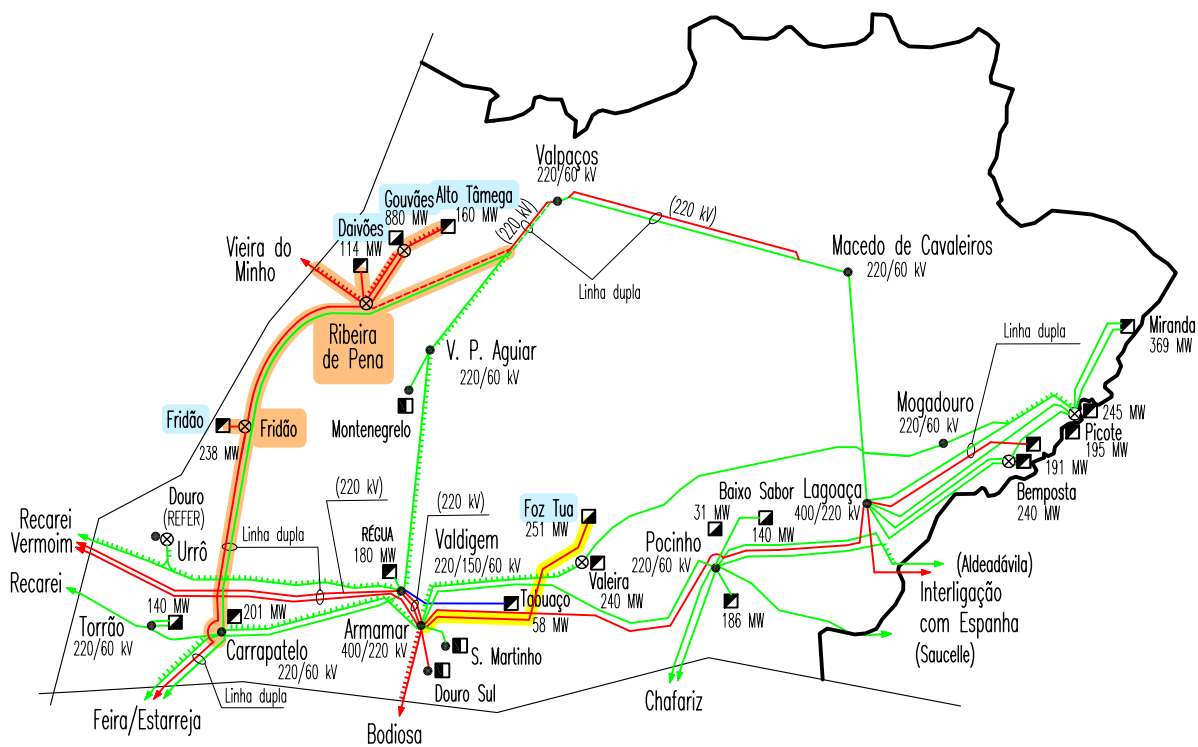 Valpaços
220/60 kV
(220 kV)
(220 kV)
Linha dupla
Alto Tâmega
160 MW
Gouvães
880 MW
Daivões
114 MW
Vieira do
Minho
Ribeira
de Pena
Macedo de Cavaleiros
220/60 kV
Miranda
369 MW
Linha dupla
V. P. Aguiar
220/60 kV
Montenegrelo
Mogadouro
220/60 kV
245 MW
Picote
195 MW
191 MW
Bemposta
240 MW
Fridão
Fridão
238 MW
Douro
(REFER)
Urrô
Recarei
Vermoim
Linha dupla
(220 kV)
(220 kV)
RÉGUA
180 MW
Valdigem
220/150/60 kV
Foz Tua
251 MW
Baixo Sabor
31 MW
140 MW
Lagoaça
400/220 kV
Pocinho
220/60 kV
Valeira
240 MW
(Aldeadávila)
Interligação
com Espanha
(Saucelle)
Recarei
140 MW
201 MW
Torrão
220/60 kV
Carrapatelo
220/60 kV
Armamar
400/220 kV
Tabuaço
58 MW
186 MW
S. Martinho
Douro Sul
Linha dupla
Feira/Estarreja
Bodiosa
Chafariz